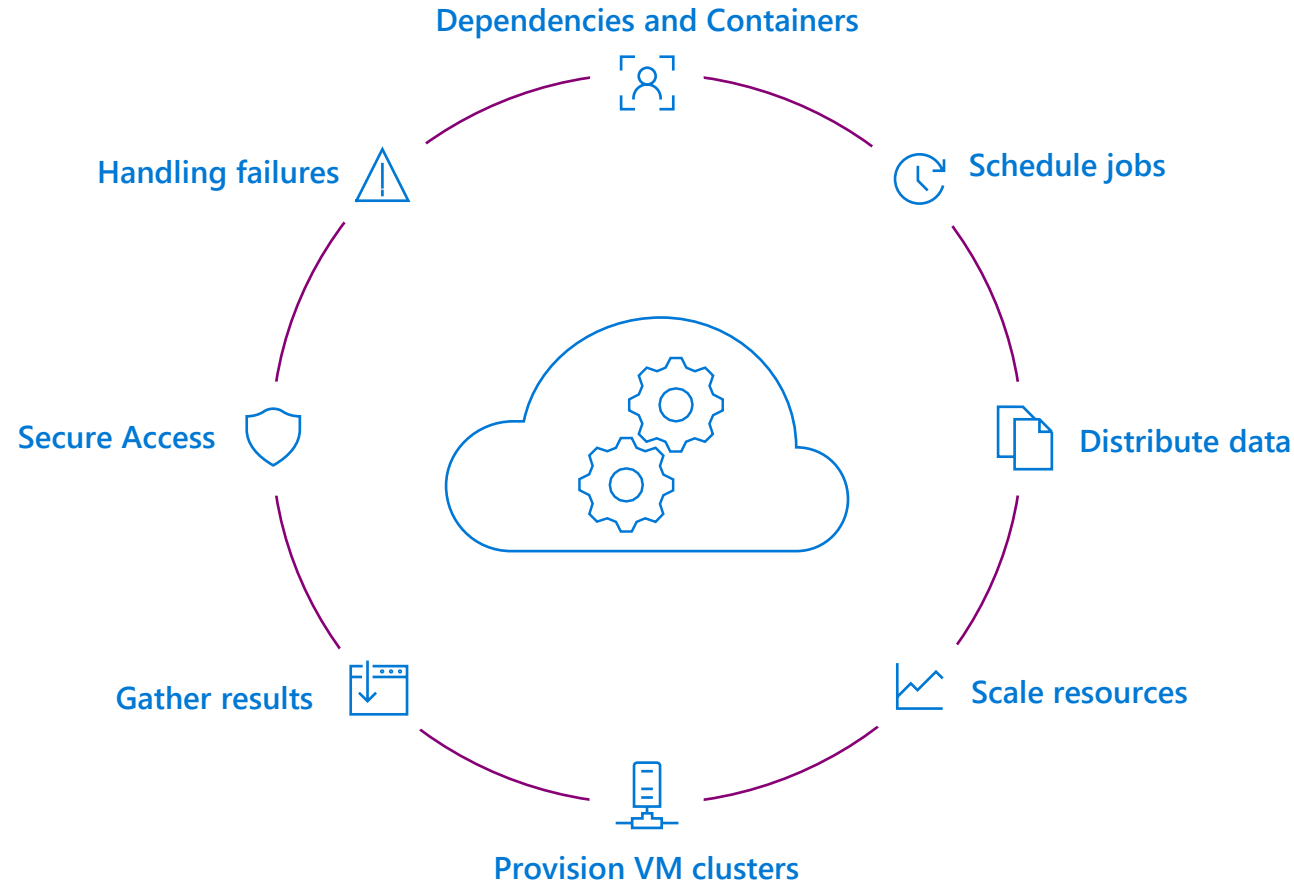 Dependencies and Containers
Schedule jobs
Distribute data
Scale resources
Provision VM clusters
Gather results
Secure Access
Handling failures